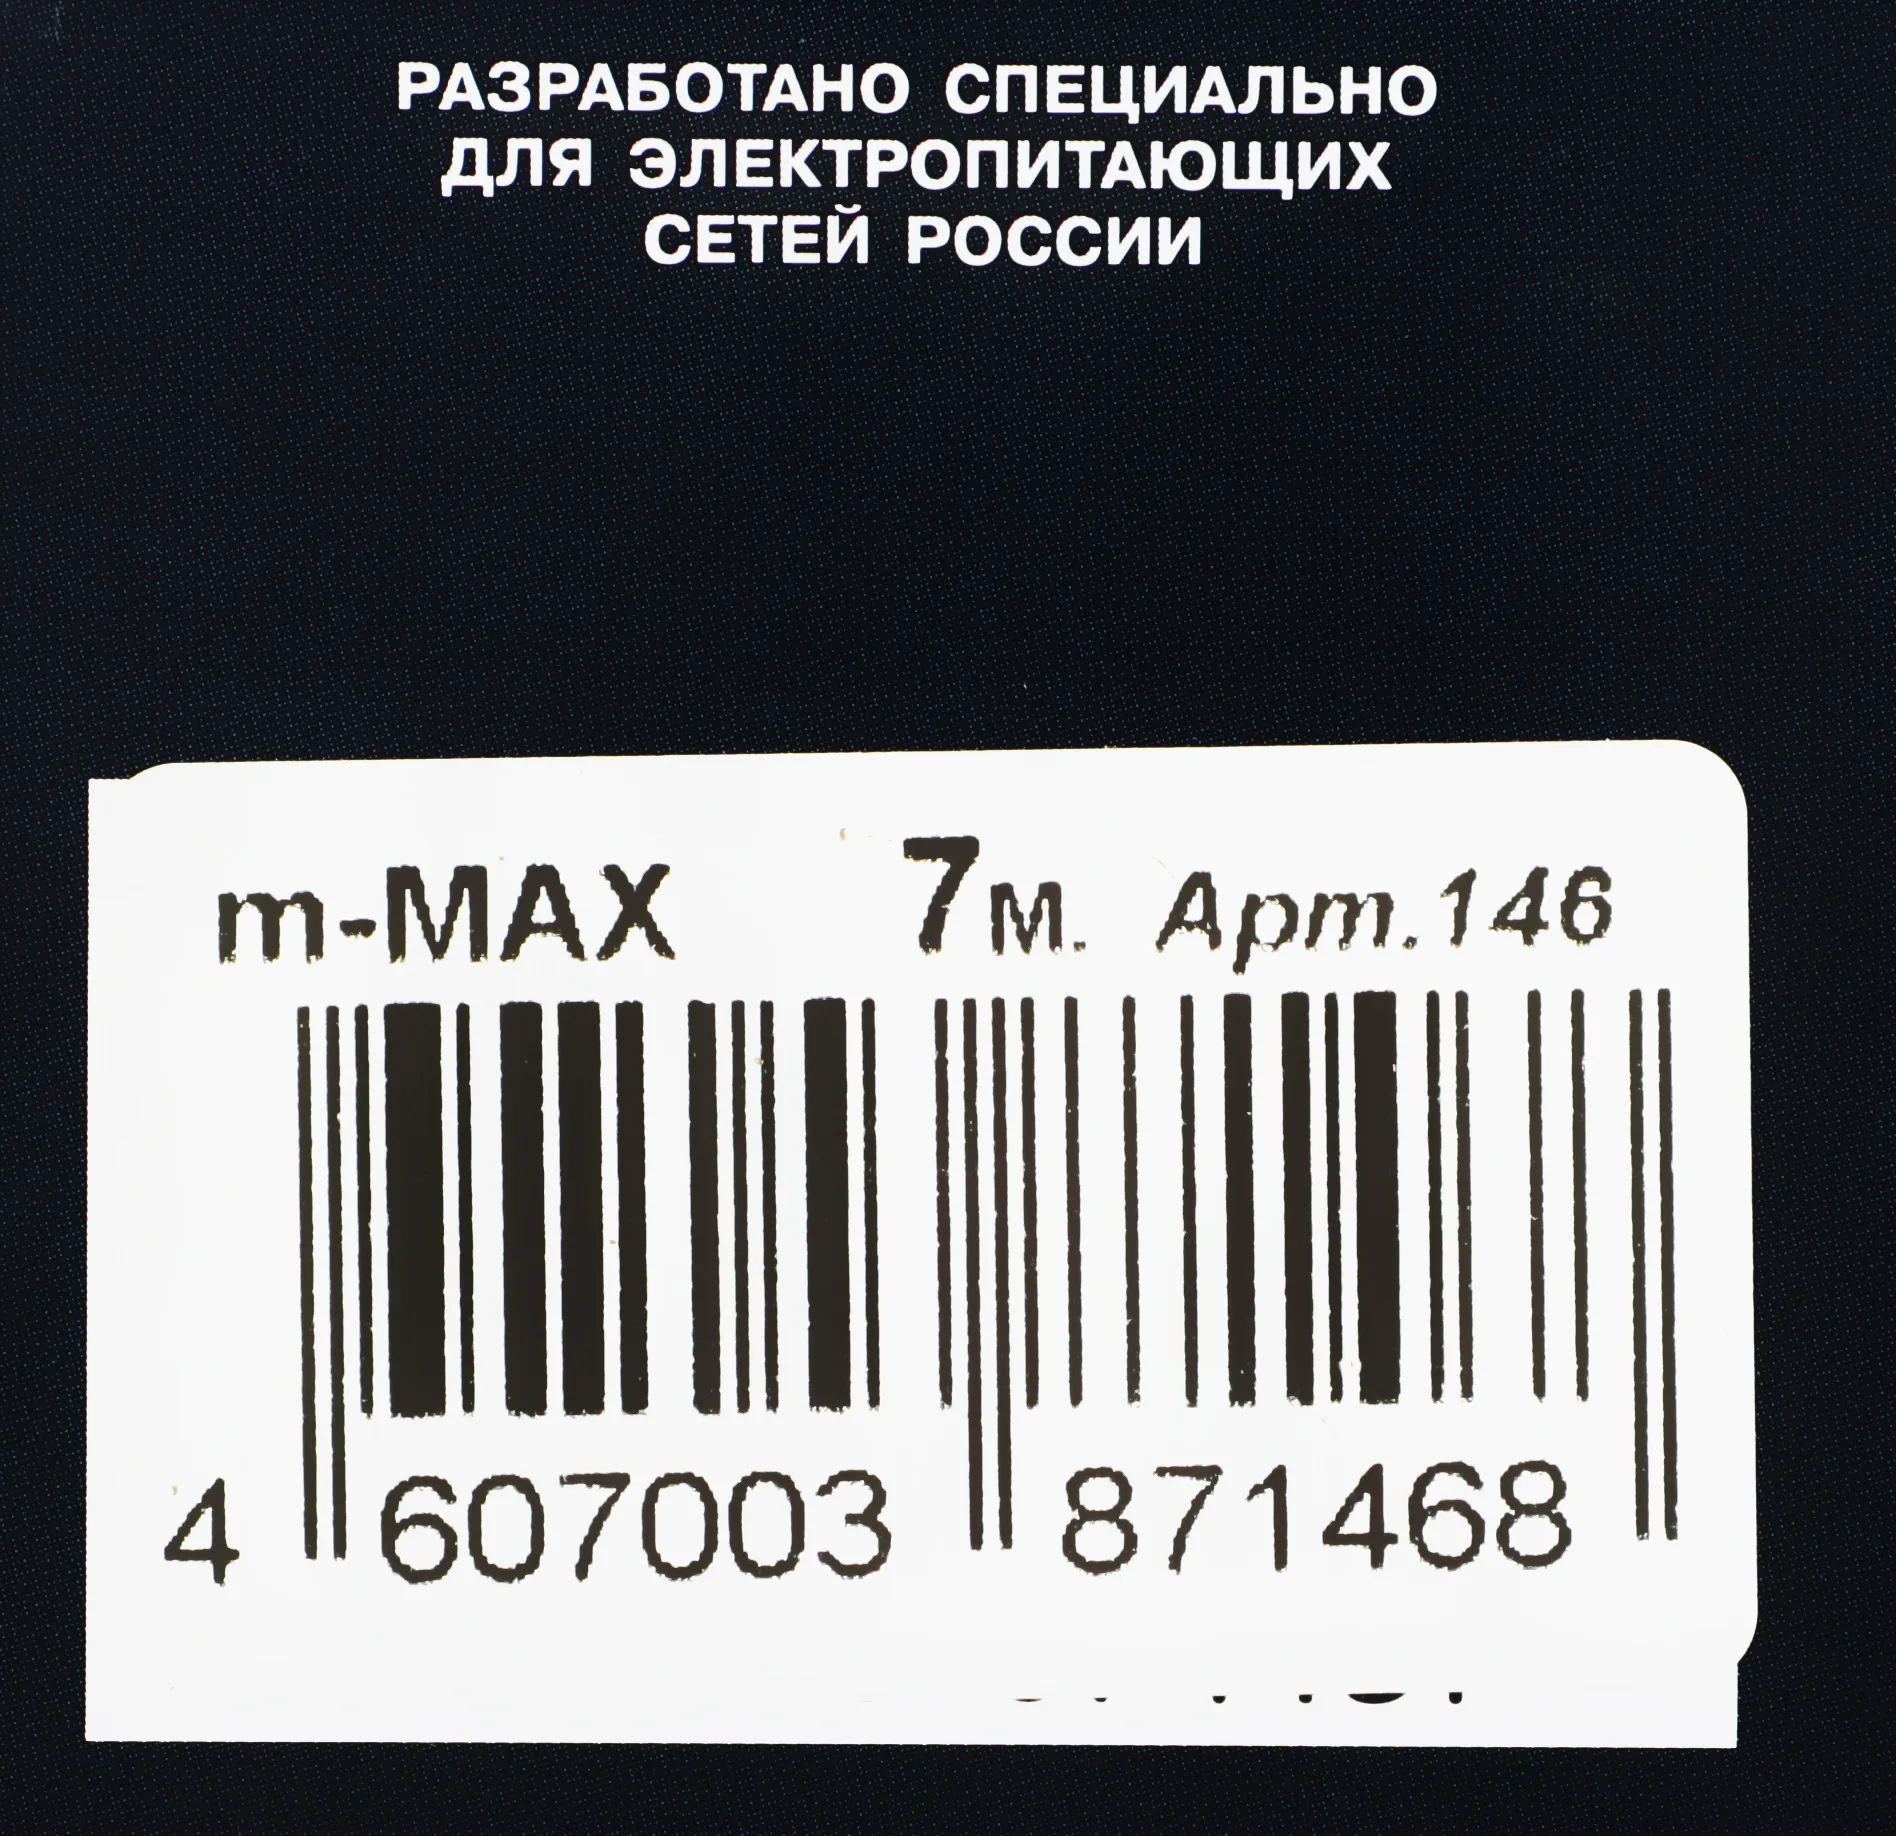 РАЗРАБОТАНО СПЕЦИАЛЬНО
ДЛЯ ЭЛЕКТРОПИТАЮЩИХ
СЕТЕЙ РОССИИ
m-MAX 7м. Арт.146
4 607003 871468